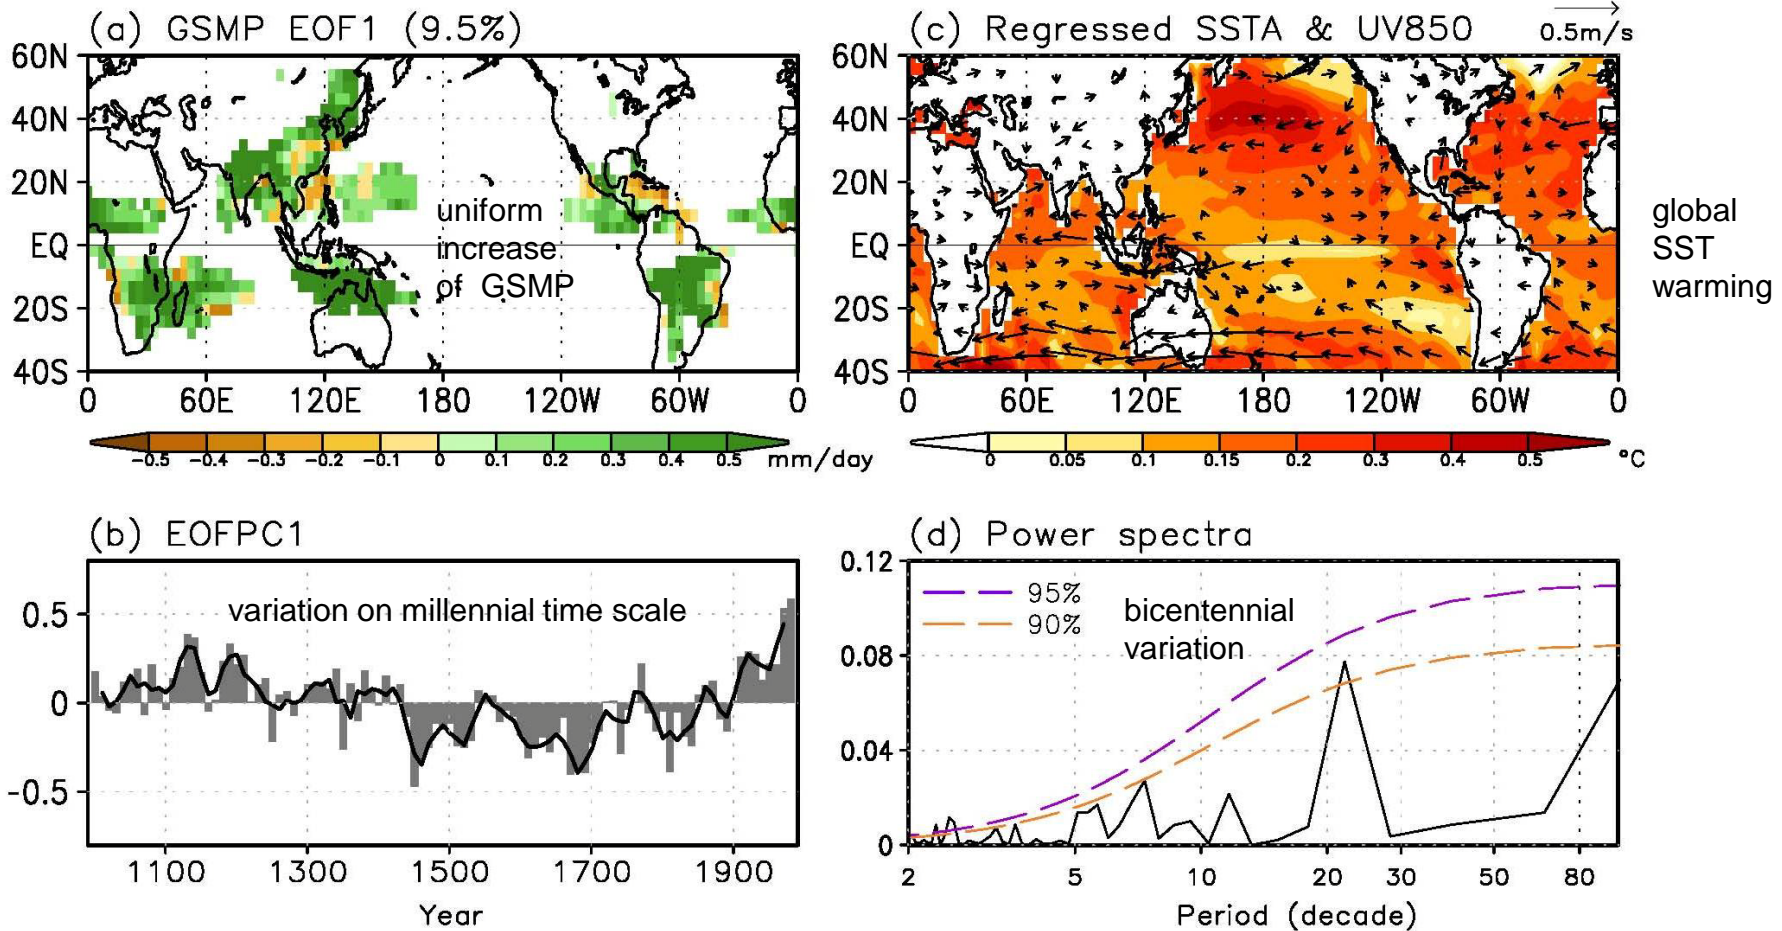 (a) GSMP EOF1 (9.5%)
60N
40N
20N
EQ
20S
40S
0 60E 120E 180 120W 60W 0
uniform
increase
of GSMP
-0.5 -0.4 -0.3 -0.2 -0.1 0 0.1 0.2 0.3 0.4 0.5 mm/day
(c) Regressed SSTA & UV850
0.5m/s
60N
40N
20N
EQ
20S
40S
0 60E 120E 180 120W 60W 0
global
SST
warming
0 0.05 0.1 0.15 0.2 0.3 0.4 0.5 °C
(b) EOFPC1
variation on millennial time scale
0.5
0
-0.5
1100 1300 1500 1700 1900
Year
(d) Power spectra
0.12
0.08
0.04
0
95%
90%
bicentennial
variation
2 5 10 20 30 50 80
Period (decade)